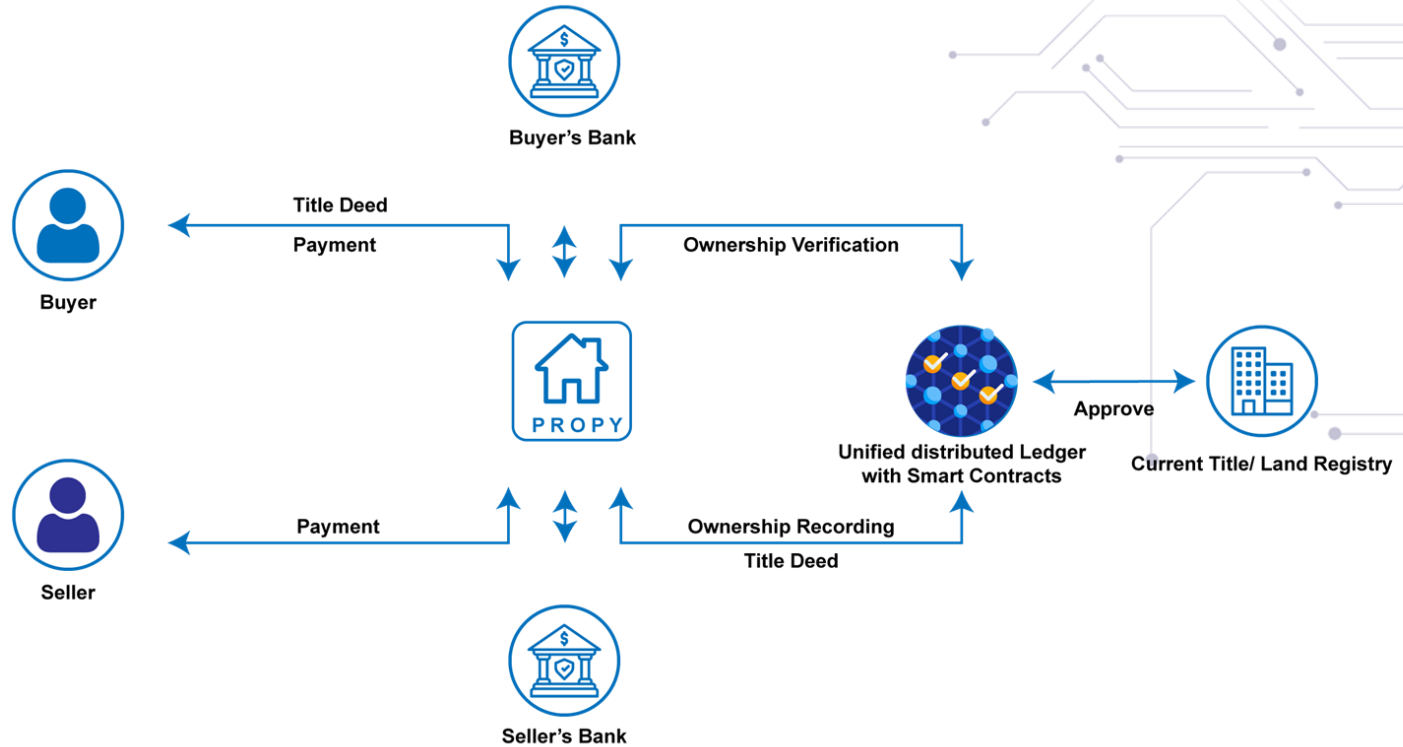 $
Buyer’s Bank
Title Deed
Payment
Ownership Verification
Buyer
PROPY
Approve
Unified distributed Ledger
with Smart Contracts
Current Title/ Land Registry
Payment
Ownership Recording
Title Deed
Seller
$
Seller’s Bank